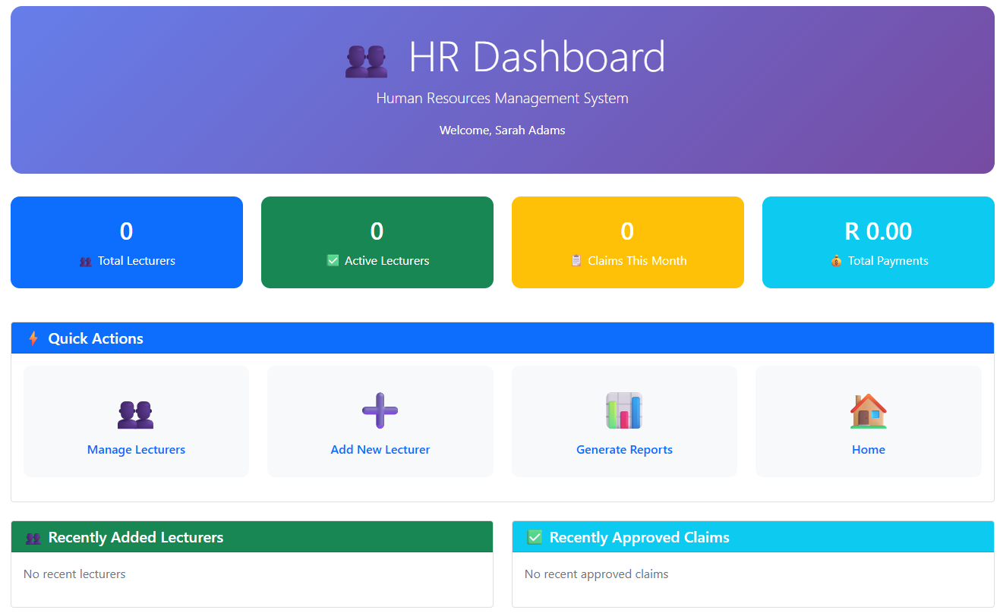 HR Dashboard
Human Resources Management System
Welcome, Sarah Adams
0
Total Lecturers
0
Active Lecturers
0
Claims This Month
R 0.00
Total Payments
Quick Actions
Manage Lecturers
Add New Lecturer
Generate Reports
Home
Recently Added Lecturers
No recent lecturers
Recently Approved Claims
No recent approved claims